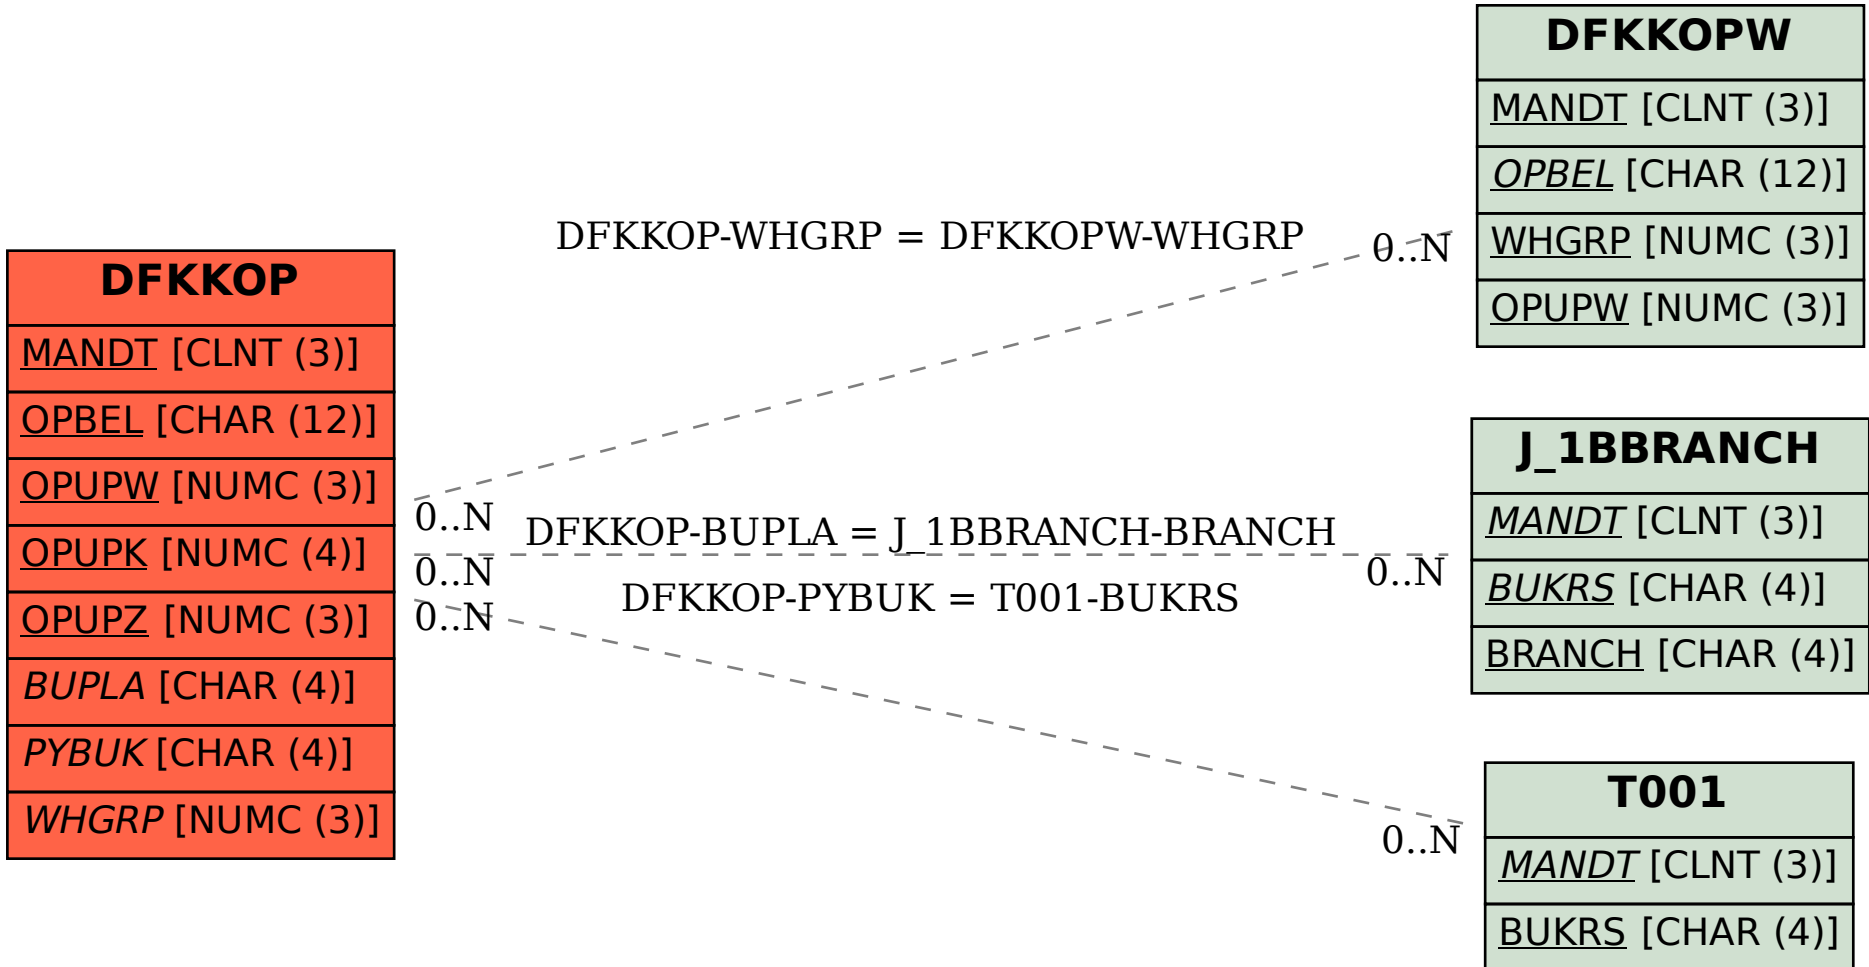 DFKKOP
MANDT [CLNT (3)]
OPBEL [CHAR (12)]
OPUPW [NUMC (3)]
OPUPK [NUMC (4)]
OPUPZ [NUMC (3)]
BUPLA [CHAR (4)]
PYBUK [CHAR (4)]
WHGRP [NUMC (3)]
DFKKOP-WHGRP = DFKKOPW-WHGRP
0..N
0..N
DFKKOP-BUPLA = J_1BBRANCH-BRANCH
0..N
0..N
DFKKOP-PYBUK = T001-BUKRS
0..N
0..N
DFKKOPW
MANDT [CLNT (3)]
OPBEL [CHAR (12)]
WHGRP [NUMC (3)]
OPUPW [NUMC (3)]
J_1BBRANCH
MANDT [CLNT (3)]
BUKRS [CHAR (4)]
BRANCH [CHAR (4)]
T001
MANDT [CLNT (3)]
BUKRS [CHAR (4)]